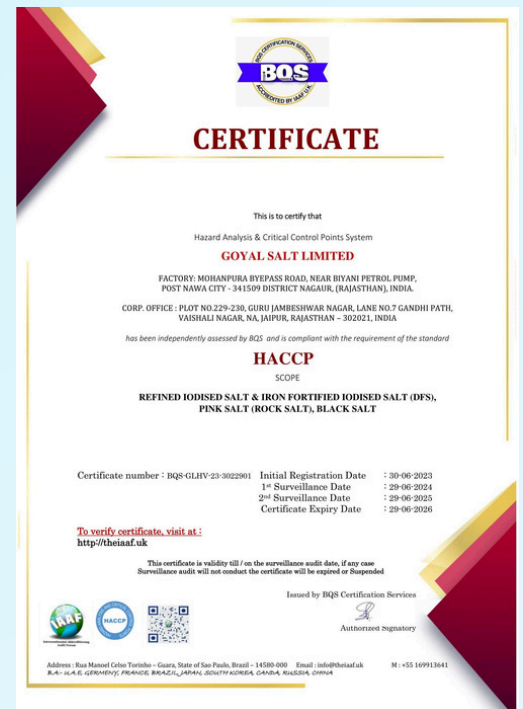 BQS CERTIFICATION SERVICES
BQS
ACCREDITED BY IAAF U.K
CERTIFICATE
This is to certify that
Hazard Analysis & Critical Control Points System
GOYAL SALT LIMITED
FACTORY: MOHANPURA BYEPASS ROAD, NEAR BIYANI PETROL PUMP,
POST NAWA CITY - 341509 DISTRICT NAGAUR, (RAJASTHAN), INDIA.
CORP. OFFICE : PLOT NO.229-230, GURU JAMBESHWAR NAGAR, LANE NO.7 GANDHI PATH,
VAISHALI NAGAR, NA, JAIPUR, RAJASTHAN – 302021, INDIA
has been independently assessed by BQS and is compliant with the requirement of the standard
HACCP
SCOPE
REFINED IODISED SALT & IRON FORTIFIED IODISED SALT (DFS),
PINK SALT (ROCK SALT), BLACK SALT
Certificate number : BQS-GLHV-23-3022901 Initial Registration Date : 30-06-2023
1st Surveillance Date : 29-06-2024
2nd Surveillance Date : 29-06-2025
Certificate Expiry Date : 29-06-2026
To verify certificate, visit at :
http://theiaaf.uk
This certificate is validity till / on the surveillance audit date, if any case
Surveillance audit will not conduct the certificate will be expired or Suspended
Issued by BQS Certification Services
Authorized Signatory
IAAF
HACCP
Address : Rua Manoel Celso Torinho – Guara, State of Sao Paulo, Brazil – 14580-000 Email : info@theiaaf.uk M : +55 169913641
B.A:- U.A.E, GERMENY, FRANCE, BRAZIL, JAPAN, SOUTH KOREA, CANDA, RUSSIA, CHINA